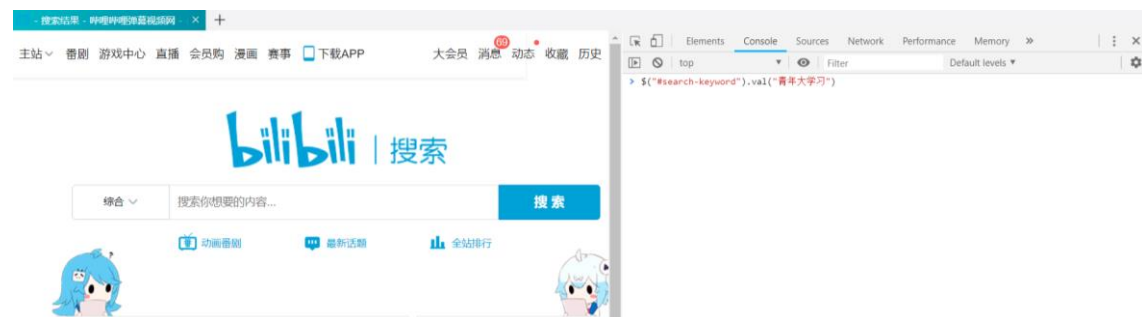 - 搜索结果 - 哔哩哔哩弹幕视频网 -
主站 番剧 游戏中心 直播 会员购 漫画 赛事 下载APP 大会员 消息 69 动态 收藏 历史
bilibili 搜索
综合 搜索你想要的内容... 搜索
动画番剧 最新话题 全站排行
Elements Console Sources Network Performance Memory
top Filter Default levels
$("#search-keyword").val("青年大学习")